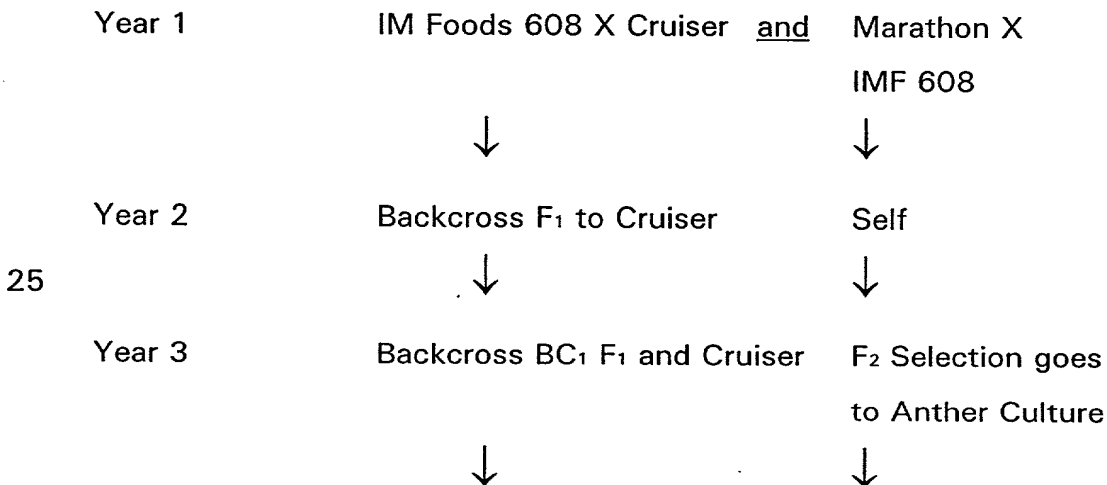 Year 1 IM Foods 608 X Cruiser and Marathon X
IMF 608
↓ ↓
Year 2 Backcross F₁ to Cruiser Self
25 ↓ ↓
Year 3 Backcross BC₁ F₁ and Cruiser F₂ Selection goes
to Anther Culture
↓ ↓